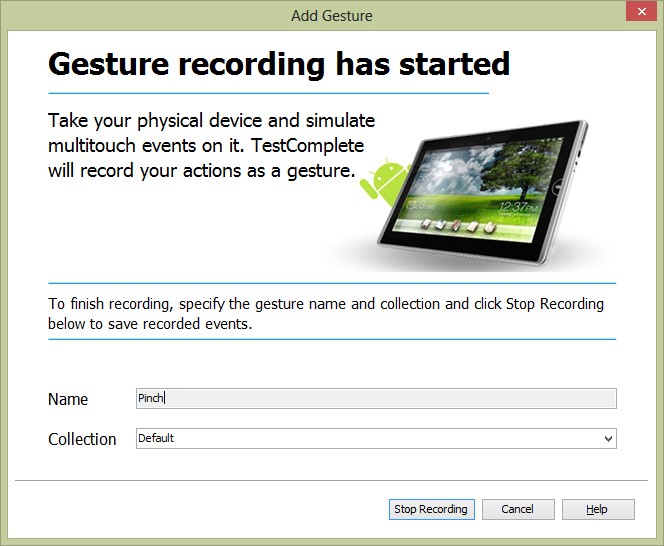 Add Gesture
Gesture recording has started
Take your physical device and simulate
multitouch events on it. TestComplete
will record your actions as a gesture.
12:37PM
To finish recording, specify the gesture name and collection and click Stop Recording
below to save recorded events.
Name
Pinch
Collection
Default
Stop Recording
Cancel
Help